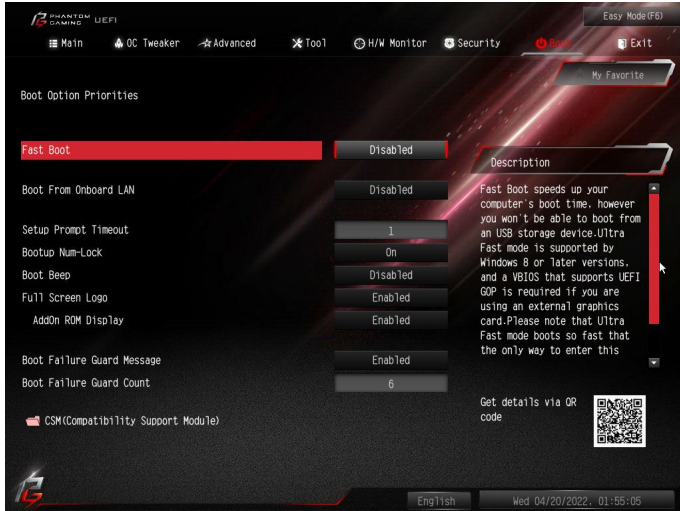 PHANTOM GAMING UEFI
Easy Mode(F6)
Main
OC Tweaker
Advanced
Tool
H/W Monitor
Security
Boot
Exit
My Favorite
Boot Option Priorities
Fast Boot
Disabled
Boot From Onboard LAN
Disabled
Setup Prompt Timeout
1
Bootup Num-Lock
On
Boot Beep
Disabled
Full Screen Logo
Enabled
AddOn ROM Display
Enabled
Boot Failure Guard Message
Enabled
Boot Failure Guard Count
6
CSM(Compatibility Support Module)
Description
Fast Boot speeds up your
computer's boot time. however
you won't be able to boot from
an USB storage device.Ultra
Fast mode is supported by
Windows 8 or later versions.
and a VBIOS that supports UEFI
GOP is required if you are
using an external graphics
card.Please note that Ultra
Fast mode boots so fast that
the only way to enter this
Get details via QR
code
English
Wed 04/20/2022. 01:55:05